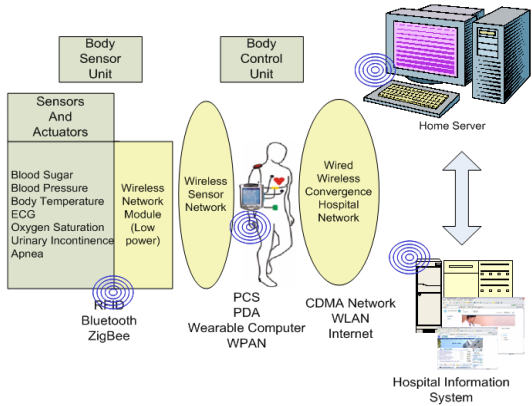 Body
Sensor
Unit
Body
Control
Unit
Home Server
Sensors
And
Actuators
Blood Sugar
Blood Pressure
Body Temperature
ECG
Oxygen Saturation
Urinary Incontinence
Apnea
Wireless
Network
Module
(Low
power)
Wireless
Sensor
Network
Wired
Wireless
Convergence
Hospital
Network
RFID
Bluetooth
ZigBee
PCS
PDA
Wearable Computer
WPAN
CDMA Network
WLAN
Internet
Hospital Information
System